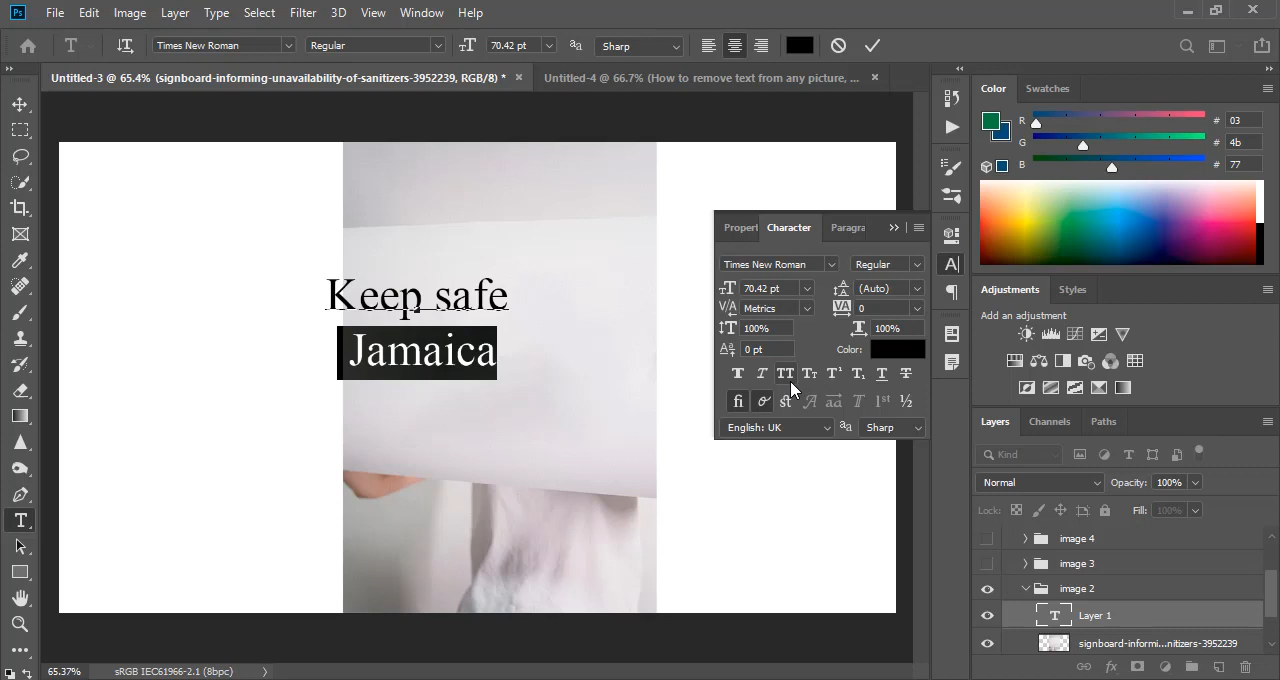 Ps File Edit Image Layer Type Select Filter 3D View Window Help
T Times New Roman Regular 70.42 pt aa Sharp
Untitled-3 @ 65.4% (signboard-informing-unavailability-of-sanitizers-3952239, RGB/8) * × Untitled-4 @ 66.7% (How to remove text from any picture, ... ×
Color Swatches
R # 03
G # 4b
B # 77
Propert Character Paragra
Times New Roman Regular
70.42 pt (Auto)
Metrics 0
100% 100%
0 pt Color:
English: UK aa Sharp
Keep safe
Jamaica
Adjustments Styles
Add an adjustment
Layers Channels Paths
Kind
Normal Opacity: 100%
Lock: Fill: 100%
image 4
image 3
image 2
T Layer 1
signboard-informi...nitizers-3952239
65.37% sRGB IEC61966-2.1 (8bpc)